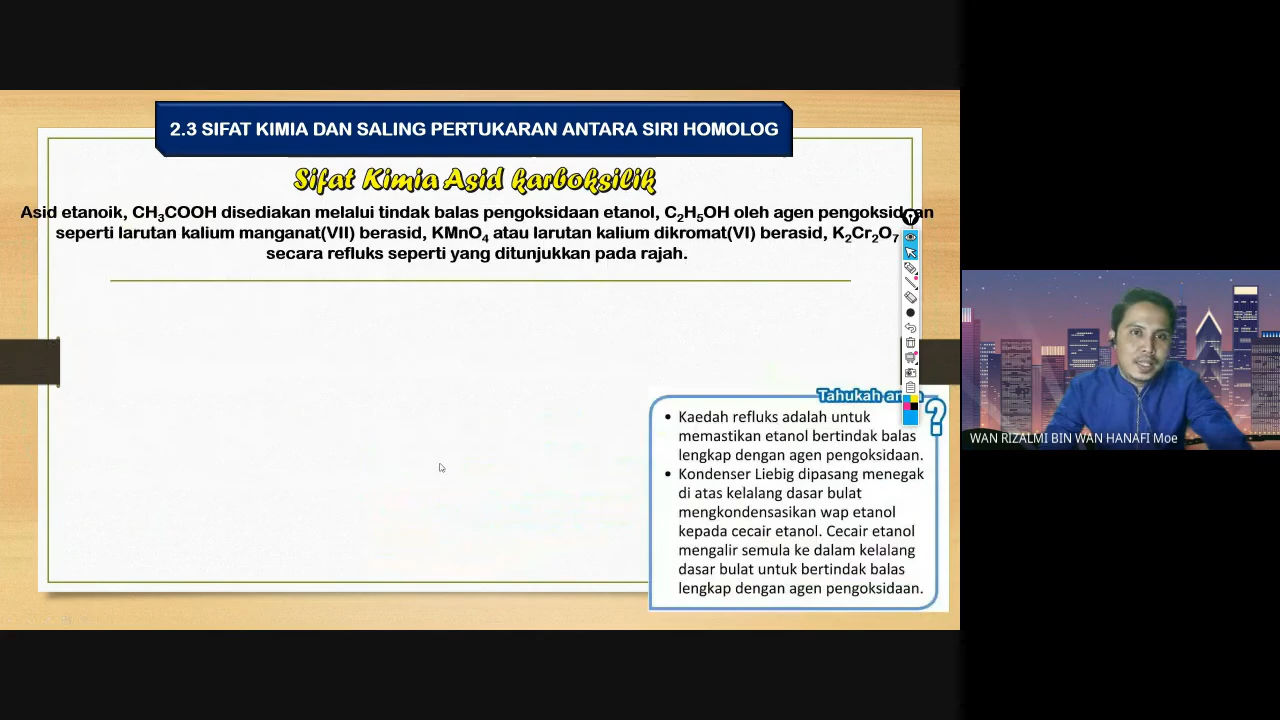 2.3 SIFAT KIMIA DAN SALING PERTUKARAN ANTARA SIRI HOMOLOG
Sifat Kimia Asid karboksilik
Asid etanoik, CH₃COOH disediakan melalui tindak balas pengoksidaan etanol, C₂H₅OH oleh agen
seperti larutan kalium manganat(VII) berasid, KMnO₄ atau larutan kalium dikromat(VI) berasid, K₂Cr₂O₇
secara refluks seperti yang ditunjukkan pada rajah.
Tahukah
?
• Kaedah refluks adalah untuk
memastikan etanol bertindak balas
lengkap dengan agen pengoksidaan.
• Kondenser Liebig dipasang menegak
di atas kelalang dasar bulat
mengkondensasikan wap etanol
kepada cecair etanol. Cecair etanol
mengalir semula ke dalam kelalang
dasar bulat untuk bertindak balas
lengkap dengan agen pengoksidaan.
WAN RIZALMI BIN WAN HANAFI Moe